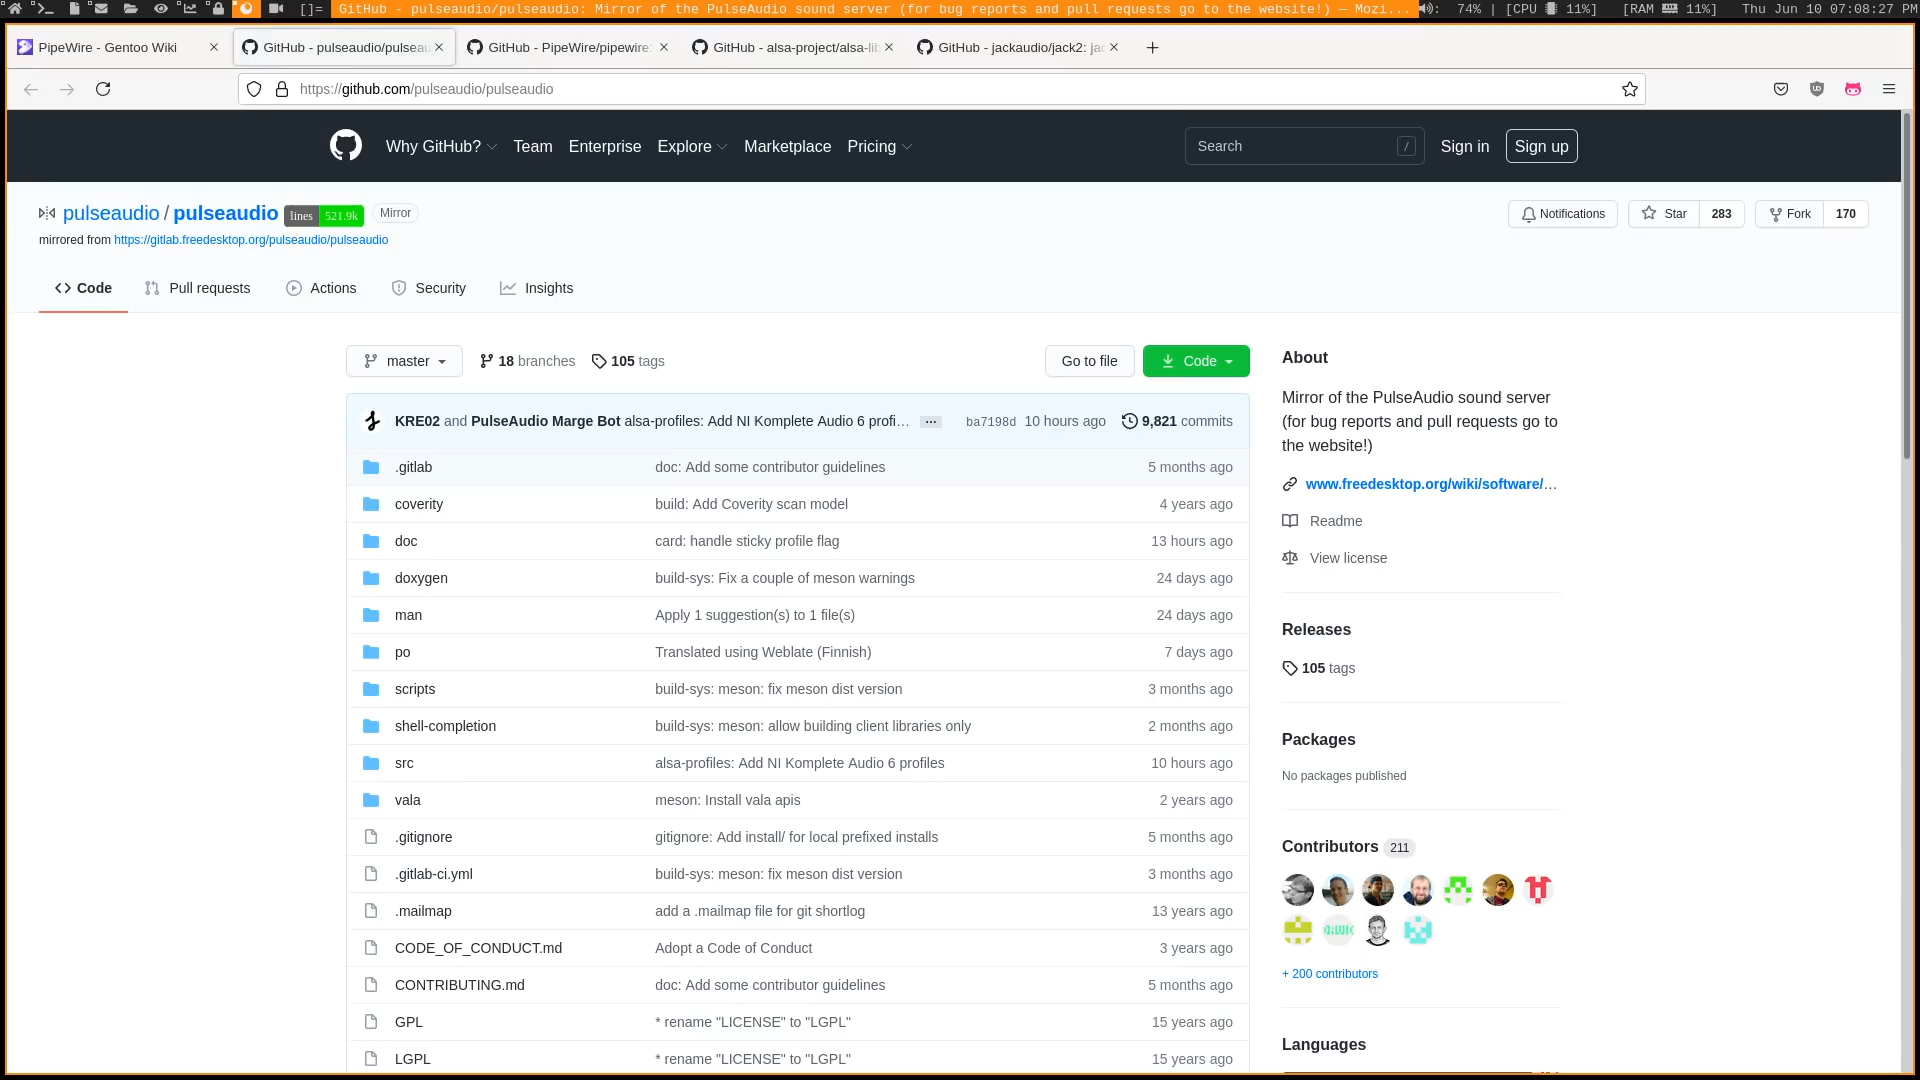 []= GitHub - pulseaudio/pulseaudio: Mirror of the PulseAudio sound server (for bug reports and pull requests go to the website!) — Mozi... : 74% | [CPU 11%] [RAM 11%] Thu Jun 10 07:08:27 PM
PipeWire - Gentoo Wiki GitHub - pulseaudio/pulseau GitHub - PipeWire/pipewire: GitHub - alsa-project/alsa-lib GitHub - jackaudio/jack2: jac
https://github.com/pulseaudio/pulseaudio
Why GitHub? Team Enterprise Explore Marketplace Pricing Search / Sign in Sign up
pulseaudio / pulseaudio lines 521.9k Mirror Notifications Star 283 Fork 170
mirrored from https://gitlab.freedesktop.org/pulseaudio/pulseaudio
Code Pull requests Actions Security Insights
master 18 branches 105 tags Go to file Code
KRE02 and PulseAudio Marge Bot alsa-profiles: Add NI Komplete Audio 6 profi... ... ba7198d 10 hours ago 9,821 commits
.gitlab doc: Add some contributor guidelines 5 months ago
coverity build: Add Coverity scan model 4 years ago
doc card: handle sticky profile flag 13 hours ago
doxygen build-sys: Fix a couple of meson warnings 24 days ago
man Apply 1 suggestion(s) to 1 file(s) 24 days ago
po Translated using Weblate (Finnish) 7 days ago
scripts build-sys: meson: fix meson dist version 3 months ago
shell-completion build-sys: meson: allow building client libraries only 2 months ago
src alsa-profiles: Add NI Komplete Audio 6 profiles 10 hours ago
vala meson: Install vala apis 2 years ago
.gitignore gitignore: Add install/ for local prefixed installs 5 months ago
.gitlab-ci.yml build-sys: meson: fix meson dist version 3 months ago
.mailmap add a .mailmap file for git shortlog 13 years ago
CODE_OF_CONDUCT.md Adopt a Code of Conduct 3 years ago
CONTRIBUTING.md doc: Add some contributor guidelines 5 months ago
GPL * rename "LICENSE" to "LGPL" 15 years ago
LGPL * rename "LICENSE" to "LGPL" 15 years ago
About
Mirror of the PulseAudio sound server
(for bug reports and pull requests go to
the website!)
www.freedesktop.org/wiki/software/...
Readme
View license
Releases
105 tags
Packages
No packages published
Contributors 211
+ 200 contributors
Languages